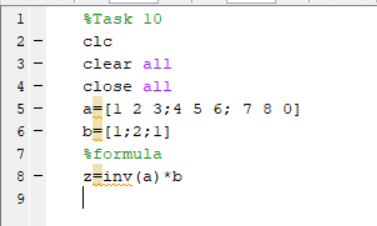 1 %Task 10
2 – clc
3 – clear all
4 – close all
5 – a=[1 2 3;4 5 6; 7 8 0]
6 – b=[1;2;1]
7 %formula
8 – z=inv(a)*b
9